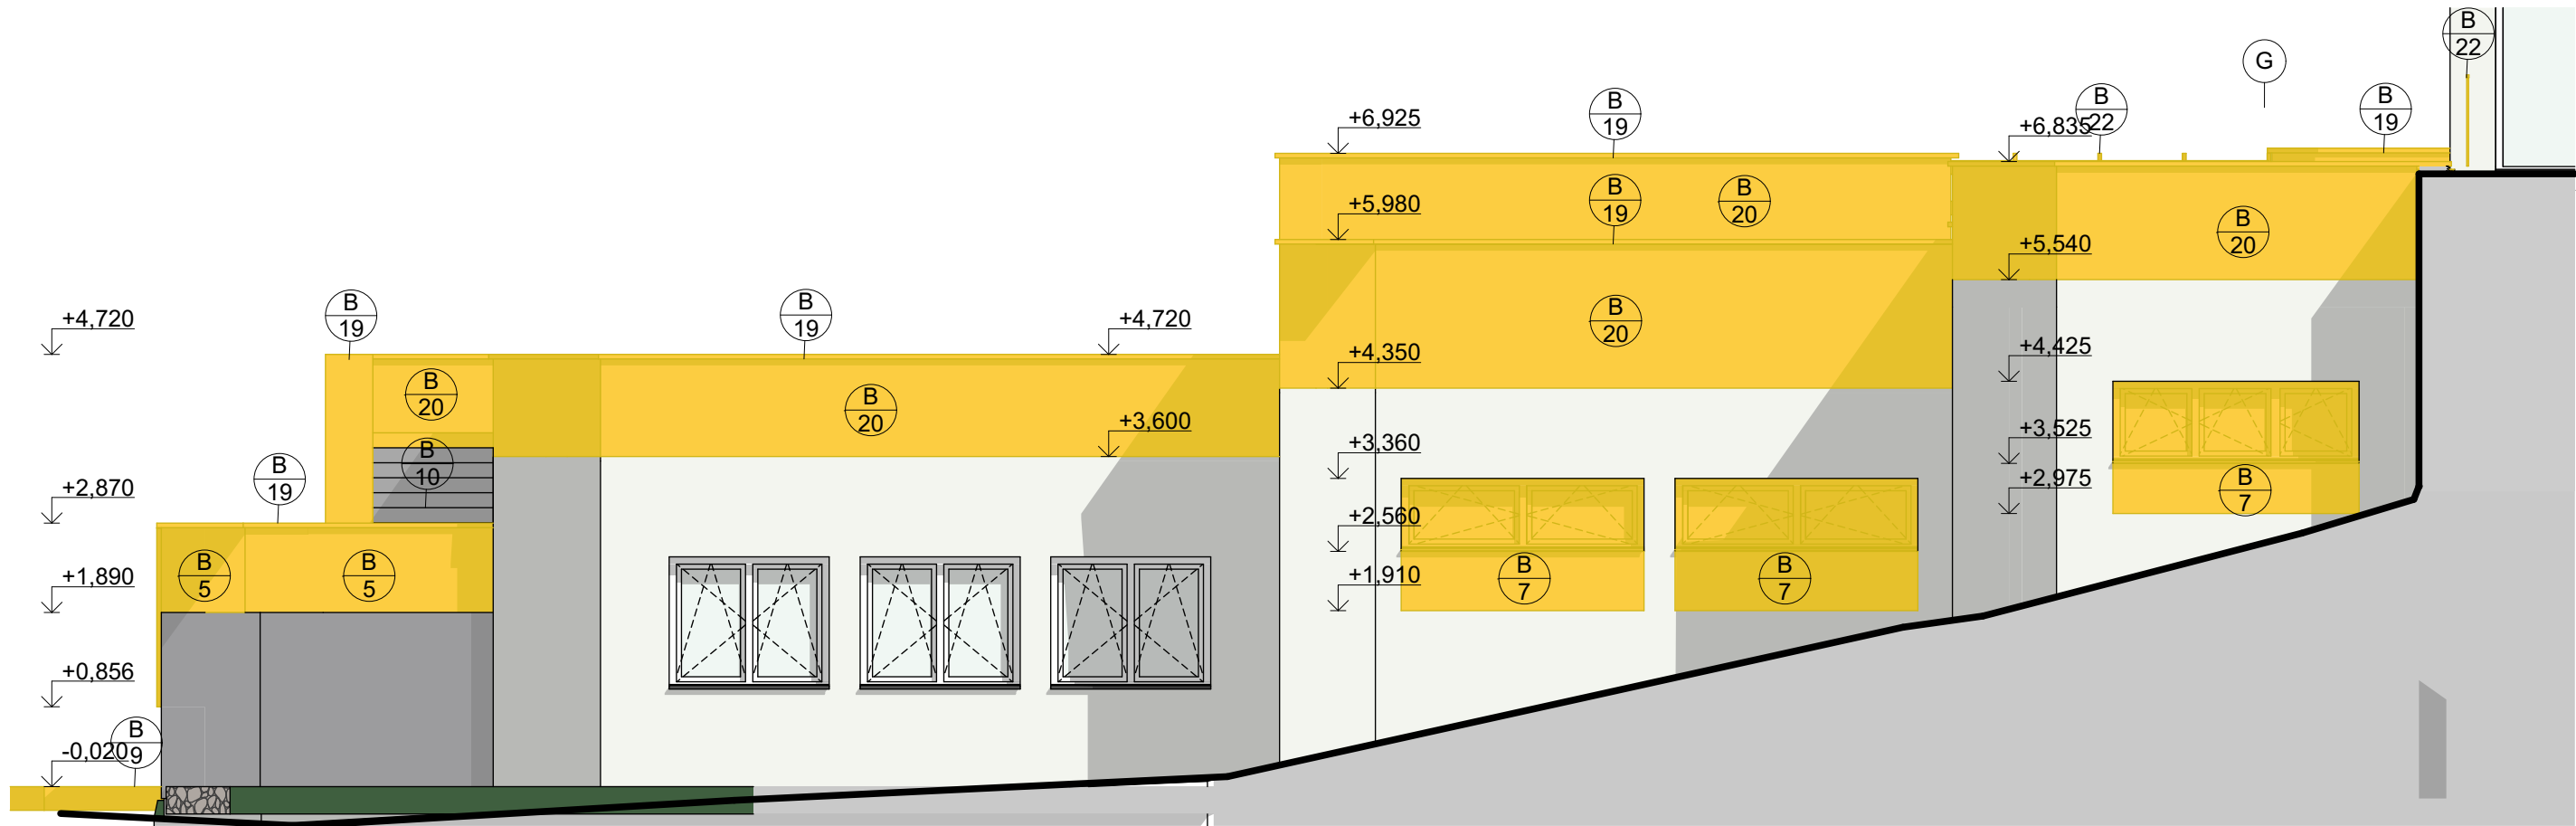 B
22
G
B
19
+6,925
B
22
+6,835
B
19
B
19
B
20
+5,980
B
20
+5,540
B
19
B
19
+4,720
+4,720
B
20
+4,350
+4,425
B
20
B
20
+3,600
+3,360
+3,525
B
10
B
19
+2,870
+2,975
B
7
+2,560
B
5
B
5
+1,890
+1,910
B
7
B
7
+0,856
B
9
-0,020